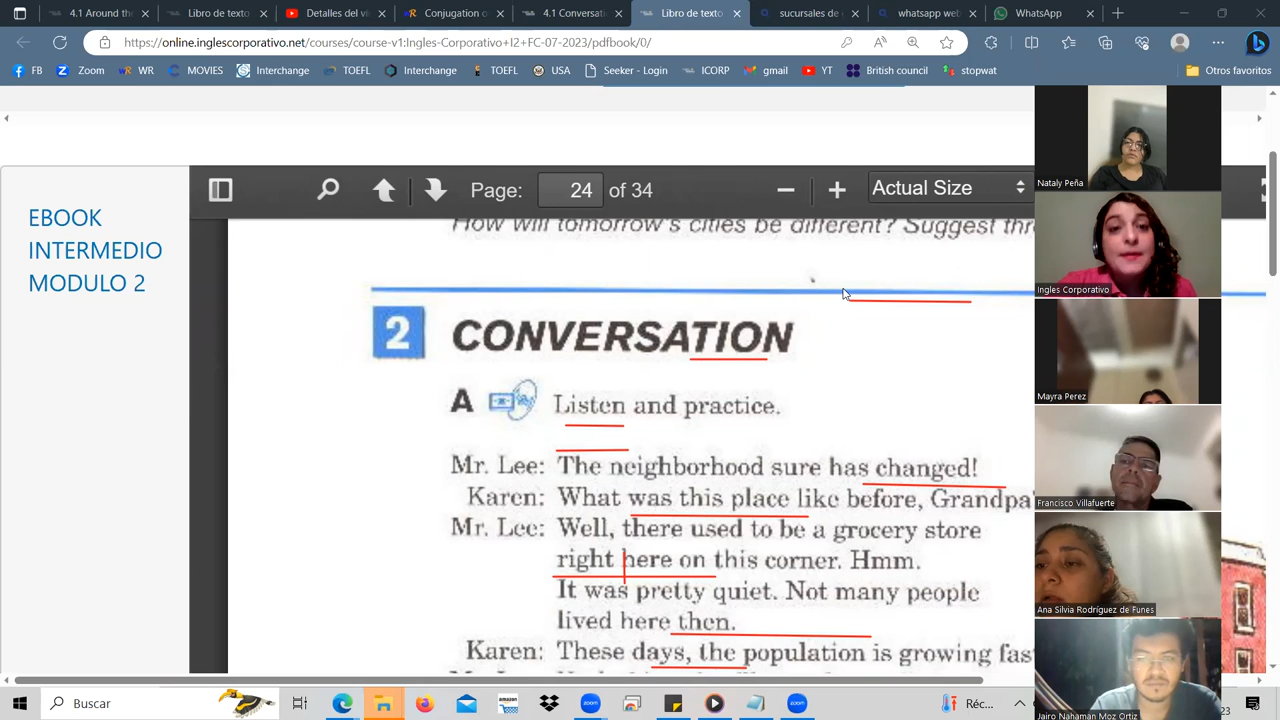 4.1 Around the
Libro de texto
Detalles del vi
Conjugation o
4.1 Conversati
Libro de texto
sucursales de
whatsapp web
WhatsApp
https://online.inglescorporativo.net/courses/course-v1:Ingles-Corporativo+I2+FC-07-2023/pdfbook/0/
FB
Zoom
WR
MOVIES
Interchange
TOEFL
Interchange
TOEFL
USA
Seeker - Login
ICORP
gmail
YT
British council
stopwat
Otros favoritos
EBOOK
INTERMEDIO
MODULO 2
Page: 24 of 34
Actual Size
How will tomorrow's cities be different? Suggest thr
2 CONVERSATION
A Listen and practice.
Mr. Lee: The neighborhood sure has changed!
Karen: What was this place like before, Grandpa
Mr. Lee: Well, there used to be a grocery store
right here on this corner. Hmm.
It was pretty quiet. Not many people
lived here then.
Karen: These days, the population is growing fas
Nataly Peña
Ingles Corporativo
Mayra Perez
Francisco Villafuerte
Ana Silvia Rodríguez de Funes
Jairo Nahaman Moz Ortiz
Buscar
amazon
zoom
zoom
Réc...
23